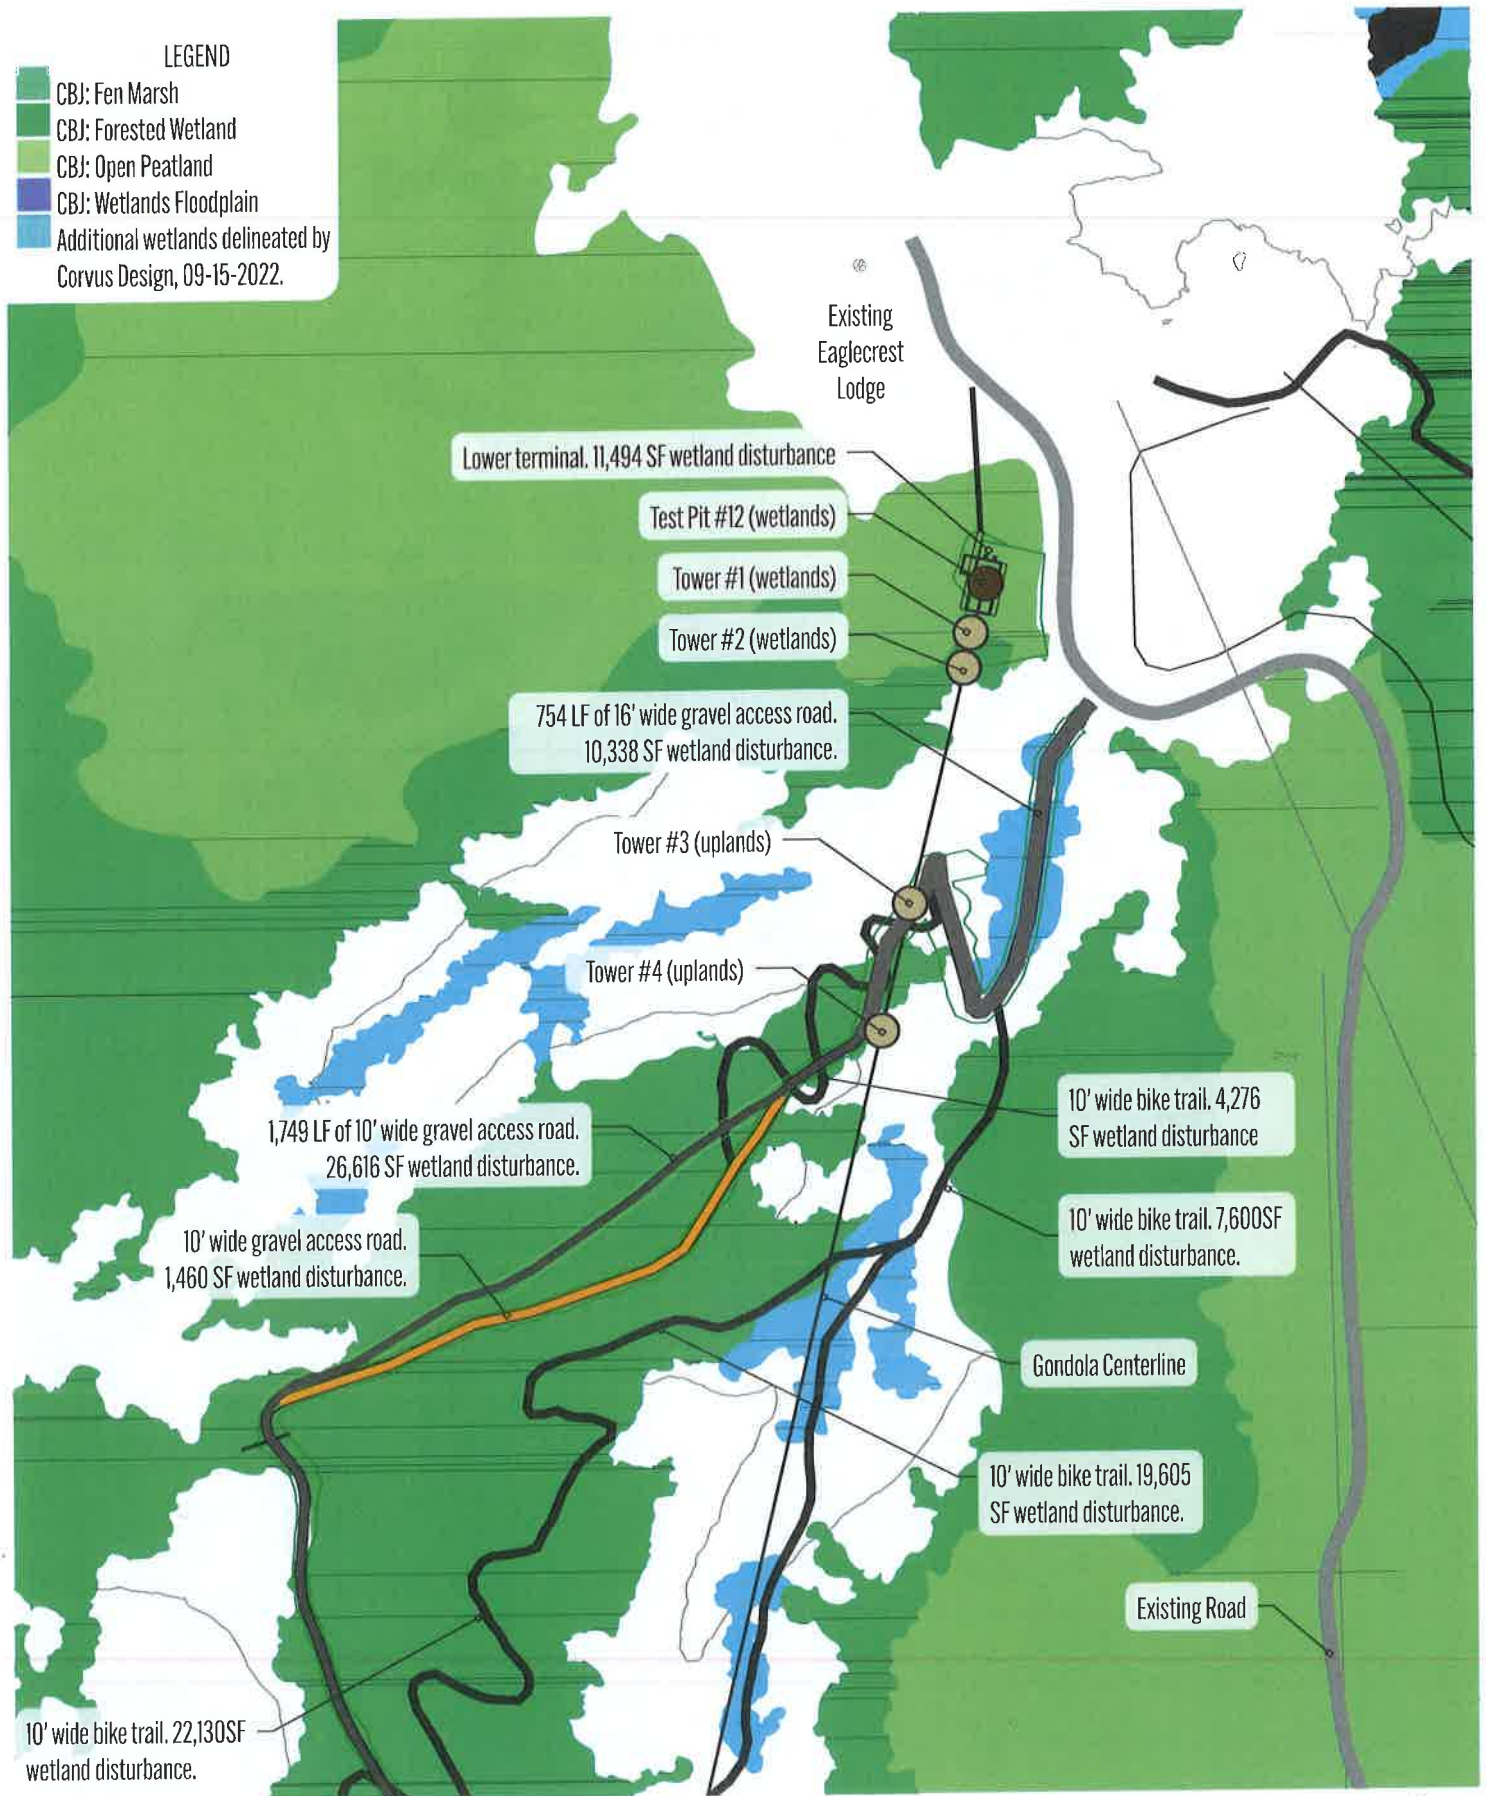 LEGEND
CBJ: Fen Marsh
CBJ: Forested Wetland
CBJ: Open Peatland
CBJ: Wetlands Floodplain
Additional wetlands delineated by
Corvus Design, 09-15-2022.
Existing
Eaglecrest
Lodge
Lower terminal. 11,494 SF wetland disturbance
Test Pit #12 (wetlands)
Tower #1 (wetlands)
Tower #2 (wetlands)
754 LF of 16' wide gravel access road.
10,338 SF wetland disturbance.
Tower #3 (uplands)
Tower #4 (uplands)
10' wide bike trail. 4,276
SF wetland disturbance
1,749 LF of 10' wide gravel access road.
26,616 SF wetland disturbance.
10' wide bike trail. 7,600SF
wetland disturbance.
10' wide gravel access road.
1,460 SF wetland disturbance.
Gondola Centerline
10' wide bike trail. 19,605
SF wetland disturbance.
Existing Road
10' wide bike trail. 22,130SF
wetland disturbance.